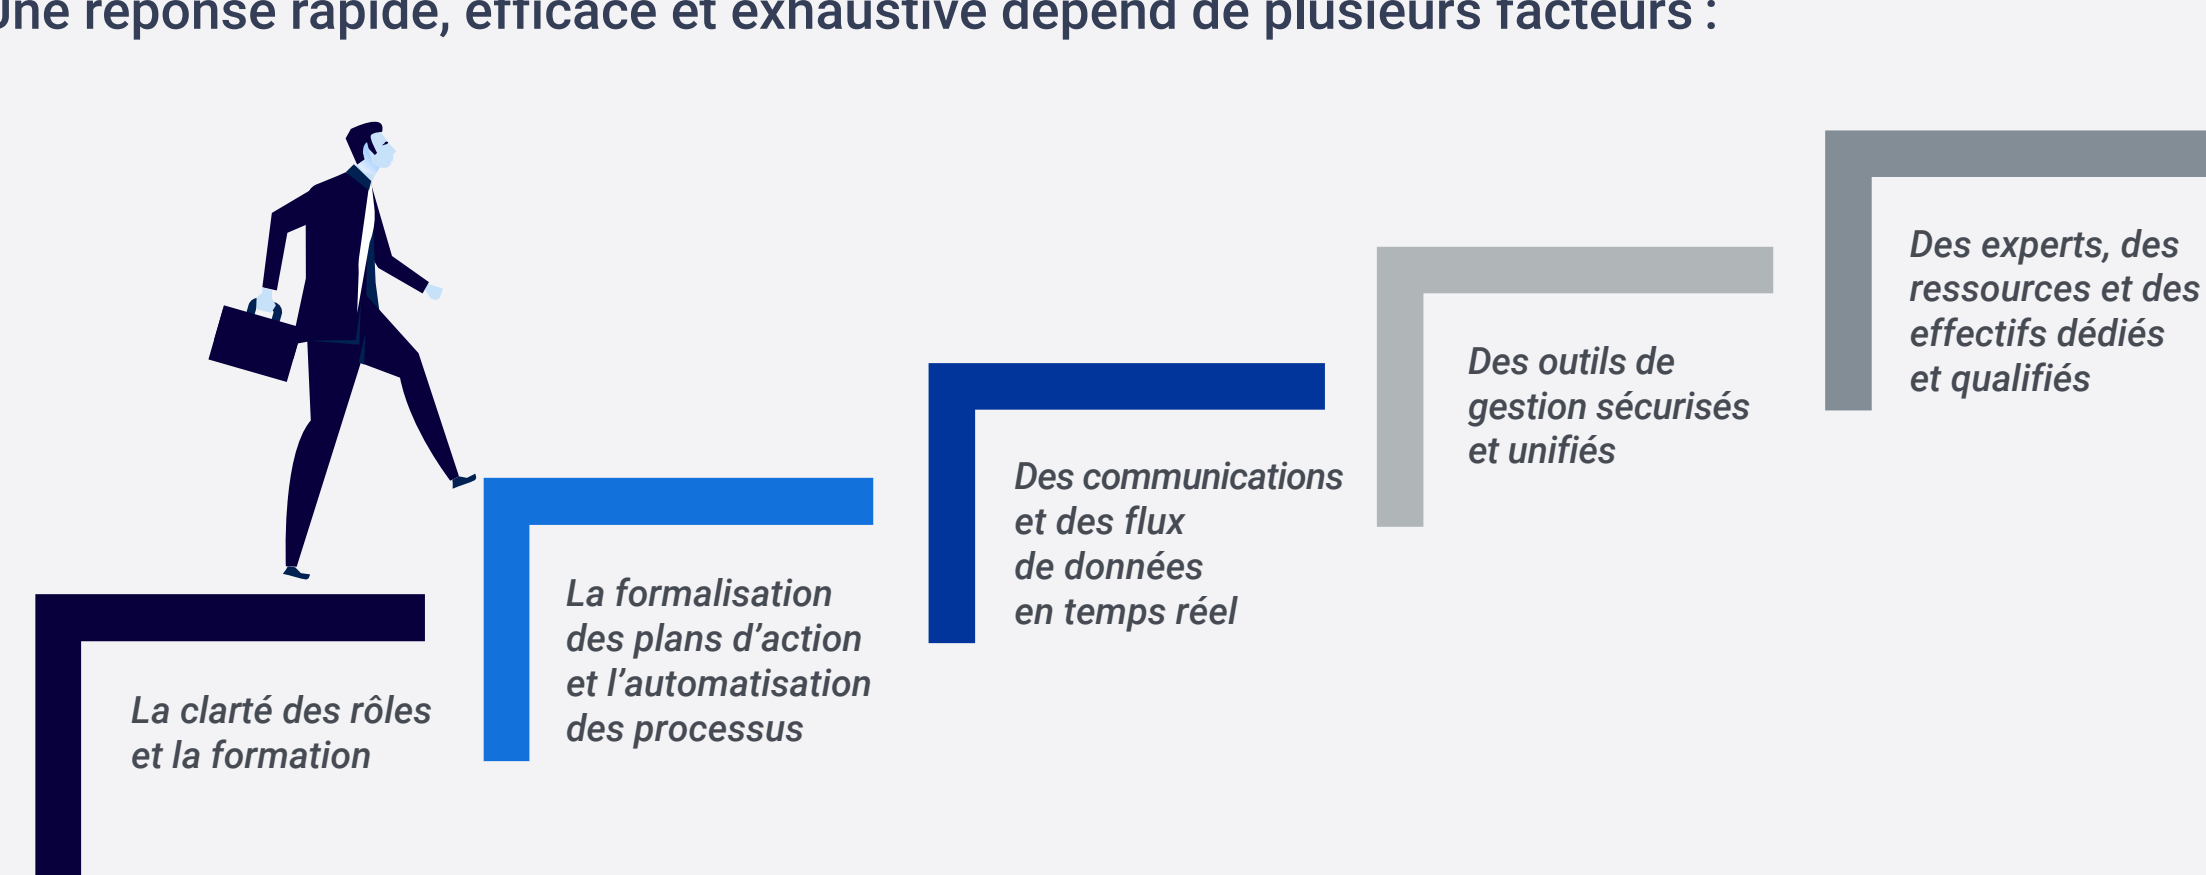 Une réponse rapide, efficace et exhaustive dépend de plusieurs facteurs :
La clarté des rôles
et la formation
La formalisation
des plans d’action
et l’automatisation
des processus
Des communications
et des flux
de données
en temps réel
Des outils de
gestion sécurisés
et unifiés
Des experts, des
ressources et des
effectifs dédiés
et qualifiés